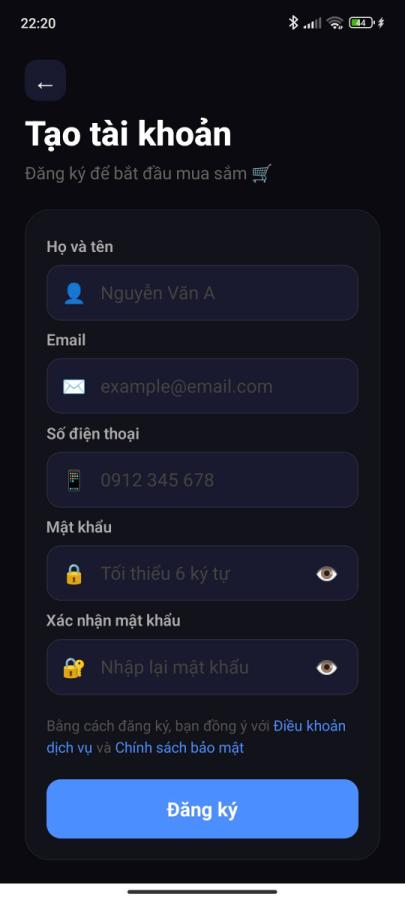 22:20
44
←
Tạo tài khoản
Đăng ký để bắt đầu mua sắm 🛒
Họ và tên
👤 Nguyễn Văn A
Email
✉️ example@email.com
Số điện thoại
📱 0912 345 678
Mật khẩu
🔒 Tối thiểu 6 ký tự 👁️
Xác nhận mật khẩu
🔐 Nhập lại mật khẩu 👁️
Bằng cách đăng ký, bạn đồng ý với Điều khoản
dịch vụ và Chính sách bảo mật
Đăng ký